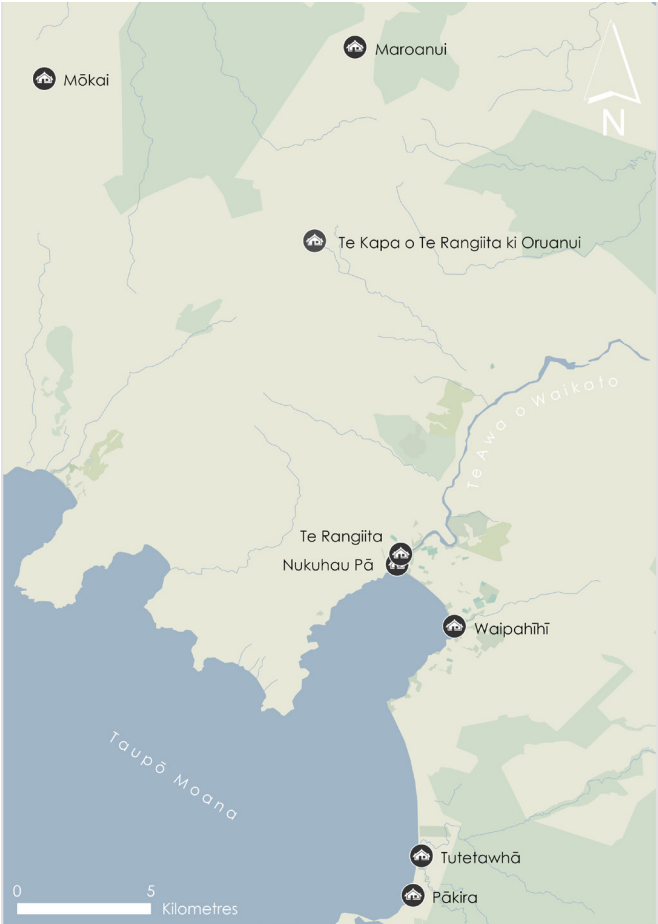 Maroanui
Mōkai
N
Te Kapa o Te Rangiita ki Oruanui
Te Awa o Waikato
Te Rangiita
Nukuhau Pā
Waipahīhī
Taupō Moana
Tutetawhā
0 5
Kilometres
Pākira